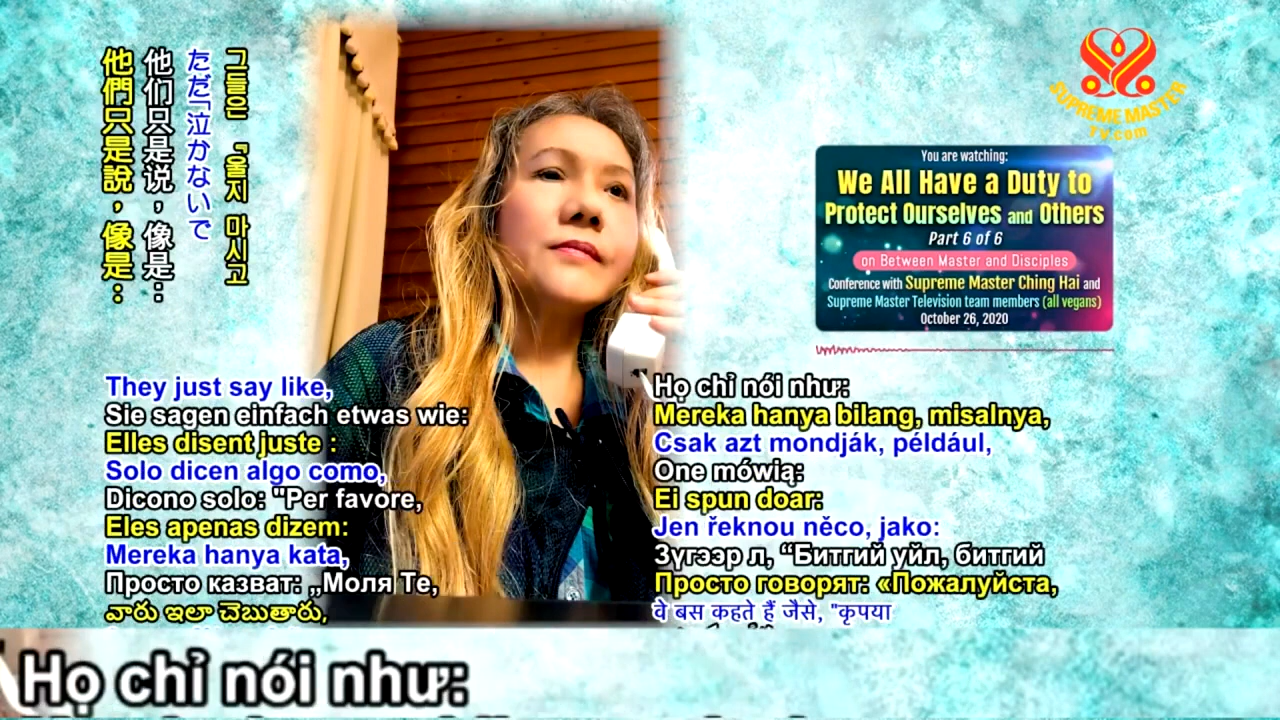 그들은 『울지 마시고
ただ「泣かないで
他们只是说，像是：
他們只是說，像是：
SUPREME MASTER
TV.com
You are watching:
We All Have a Duty to
Protect Ourselves and Others
Part 6 of 6
on Between Master and Disciples
Conference with Supreme Master Ching Hai and
Supreme Master Television team members (all vegans)
October 26, 2020
They just say like,
Sie sagen einfach etwas wie:
Elles disent juste :
Solo dicen algo como,
Dicono solo: "Per favore,
Eles apenas dizem:
Mereka hanya kata,
Просто казват: „Моля Те,
వారు ఇలా చెబుతారు,
Họ chỉ nói như:
Mereka hanya bilang, misalnya,
Csak azt mondják, például,
One mówią:
Ei spun doar:
Jen řeknou něco, jako:
Зүгээр л, “Битгий уйл, битгий
Просто говорят: «Пожалуйста,
वे बस कहते हैं जैसे, "कृपया
Họ chỉ nói như: